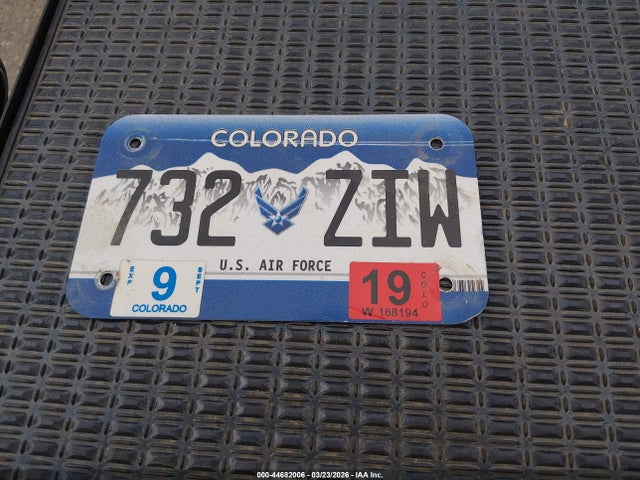 COLORADO
732 ZIW
U.S. AIR FORCE
EXP 9 SEPT
COLORADO
19 COLO
W 168194
000-44682006 - 03/23/2026 - IAA Inc.